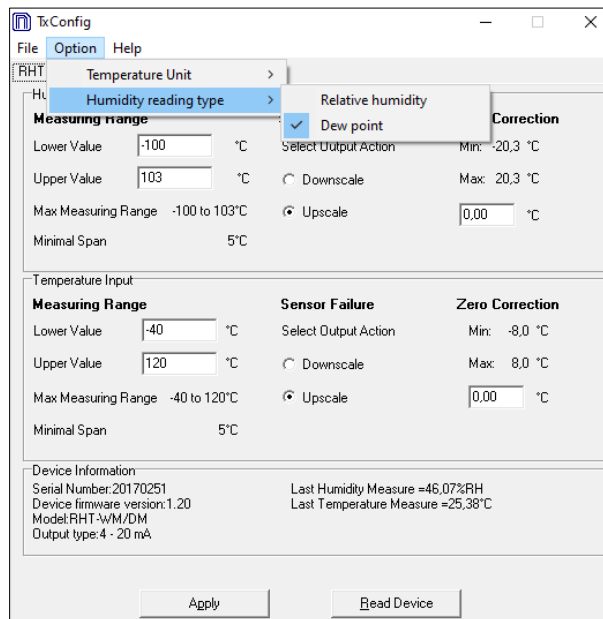 TxConfig
File Option Help
RHT
Temperature Unit >
Humidity reading type >
Relative humidity
✓ Dew point
Hu
Measuring Range
Correction
Lower Value -100 °C
Select Output Action
Min: -20,3 °C
Upper Value 103 °C
Downscale
Max: 20,3 °C
Max Measuring Range -100 to 103°C
Upscale
0,00 °C
Minimal Span 5°C
Temperature Input
Measuring Range
Sensor Failure
Zero Correction
Lower Value -40 °C
Select Output Action
Min: -8,0 °C
Upper Value 120 °C
Downscale
Max: 8,0 °C
Max Measuring Range -40 to 120°C
Upscale
0,00 °C
Minimal Span 5°C
Device Information
Serial Number:20170251
Last Humidity Measure =46,07%RH
Device firmware version:1.20
Last Temperature Measure =25,38°C
Model:RHT-WM/DM
Output type:4 - 20 mA
Apply
Read Device